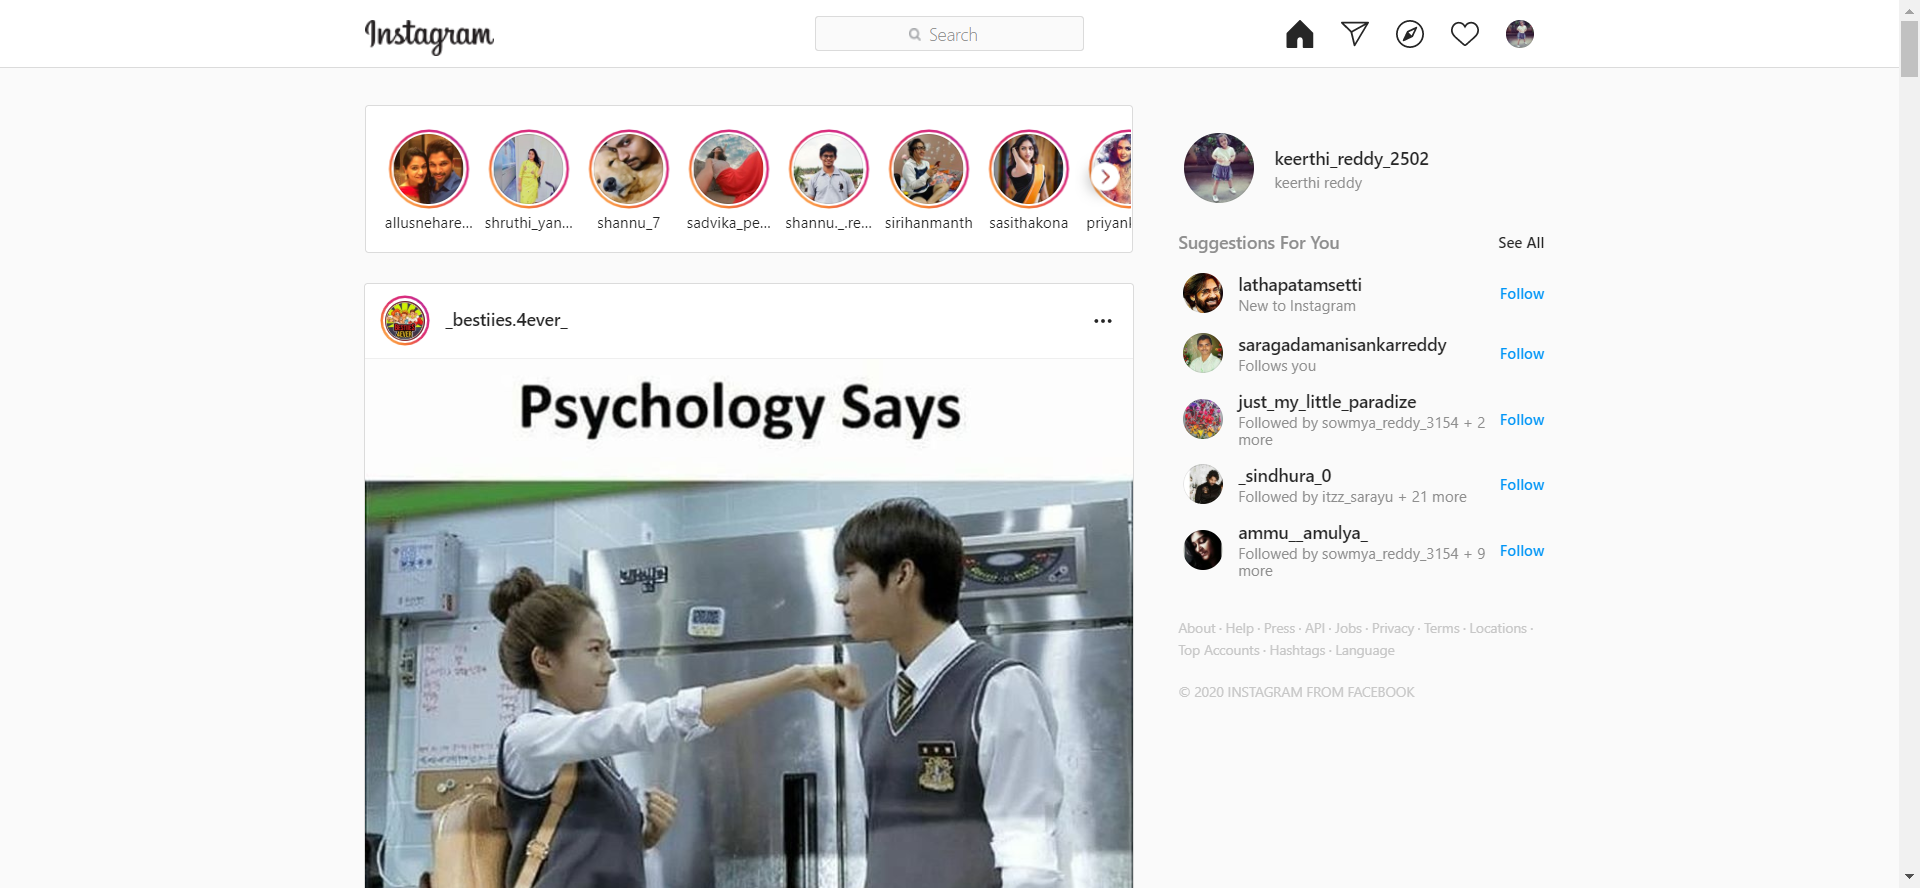 Instagram
Search
allusnehare...
shruthi_yan...
shannu_7
sadvika_pe...
shannu._.re...
sirihanmanth
sasithakona
priyank
keerthi_reddy_2502
keerthi reddy
Suggestions For You
See All
lathapatamsetti
New to Instagram
Follow
saragadamanisankarreddy
Follows you
Follow
just_my_little_paradize
Followed by sowmya_reddy_3154 + 2
more
Follow
_sindhura_0
Followed by itzz_sarayu + 21 more
Follow
ammu__amulya_
Followed by sowmya_reddy_3154 + 9
more
Follow
About · Help · Press · API · Jobs · Privacy · Terms · Locations ·
Top Accounts · Hashtags · Language
© 2020 INSTAGRAM FROM FACEBOOK
_bestiies.4ever_
Psychology Says